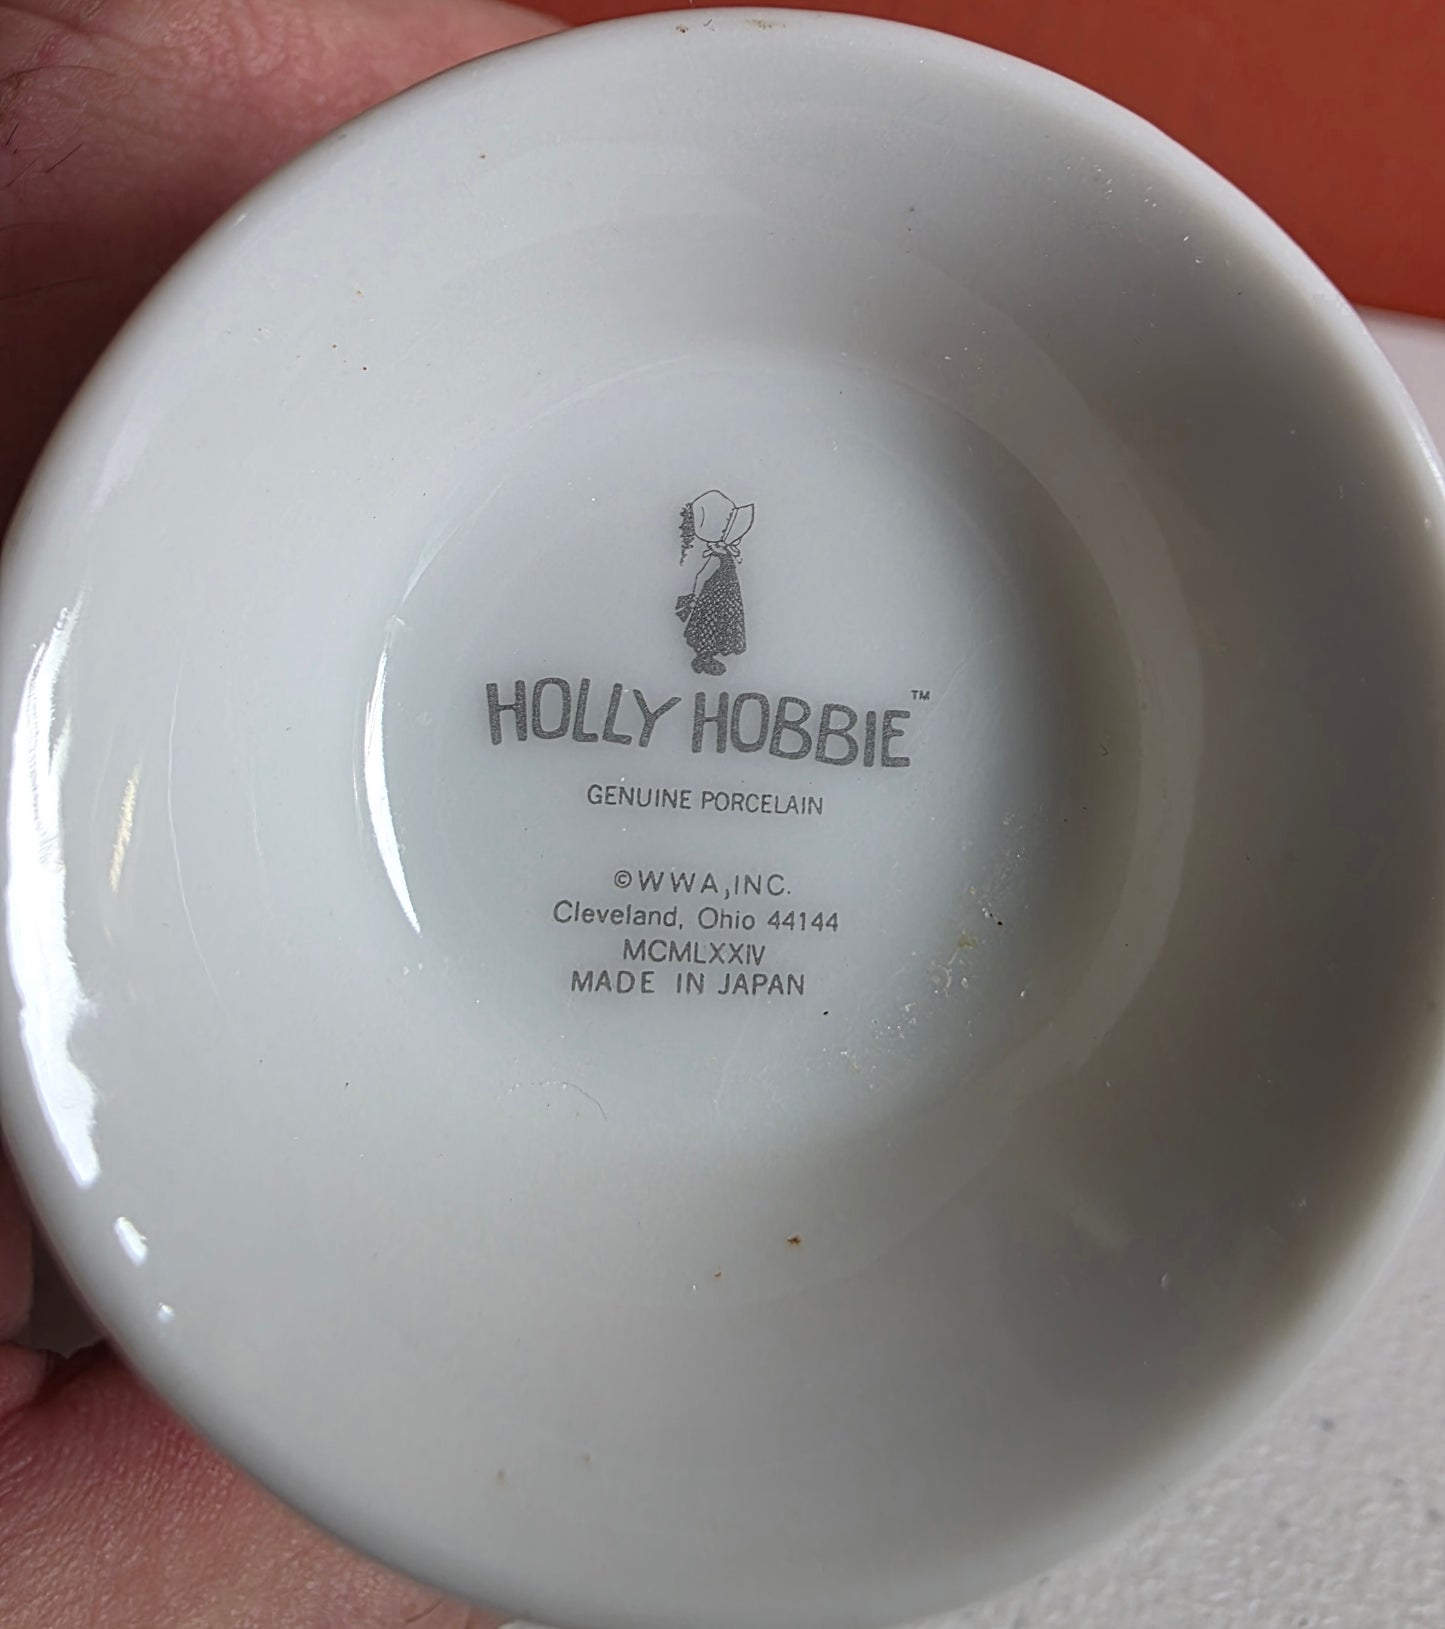 HOLLY HOBBIE™
GENUINE PORCELAIN
©WWA,INC.
Cleveland, Ohio 44144
MCMLXXIV
MADE IN JAPAN